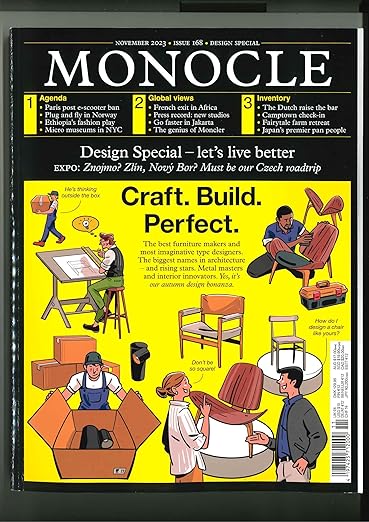 NOVEMBER 2023 • ISSUE 168 • DESIGN SPECIAL
MONOCLE
1 Agenda
• Paris post e-scooter ban
• Plug and fly in Norway
• Ethiopia's fashion play
• Micro museums in NYC
2 Global views
• French exit in Africa
• Press record: new studios
• Go faster in Jakarta
• The genius of Moncler
3 Inventory
• The Dutch raise the bar
• Camptown check-in
• Fairytale farm retreat
• Japan's premier pan people
Design Special – let's live better
EXPO: Znojmo? Zlín, Nový Bor? Must be our Czech roadtrip
He's thinking
outside the box
Craft. Build.
Perfect.
The best furniture makers and
most imaginative type designers.
The biggest names in architecture
– and rising stars. Metal masters
and interior innovators. Yes, it's
our autumn design bonanza.
How do I
design a chair
like yours?
Don't be
so square!